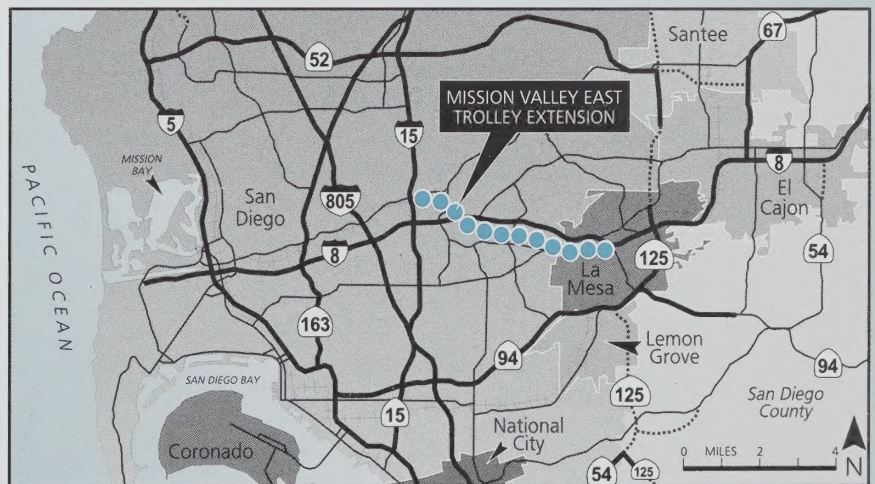 67
Santee
52
MISSION VALLEY EAST
TROLLEY EXTENSION
5
15
MISSION
BAY
8
PACIFIC OCEAN
San
Diego
805
El
Cajon
8
125
54
La
Mesa
163
Lemon
Grove
94
94
SAN DIEGO BAY
125
San Diego
County
15
National
City
Coronado
0 MILES 2 4
N
54
125